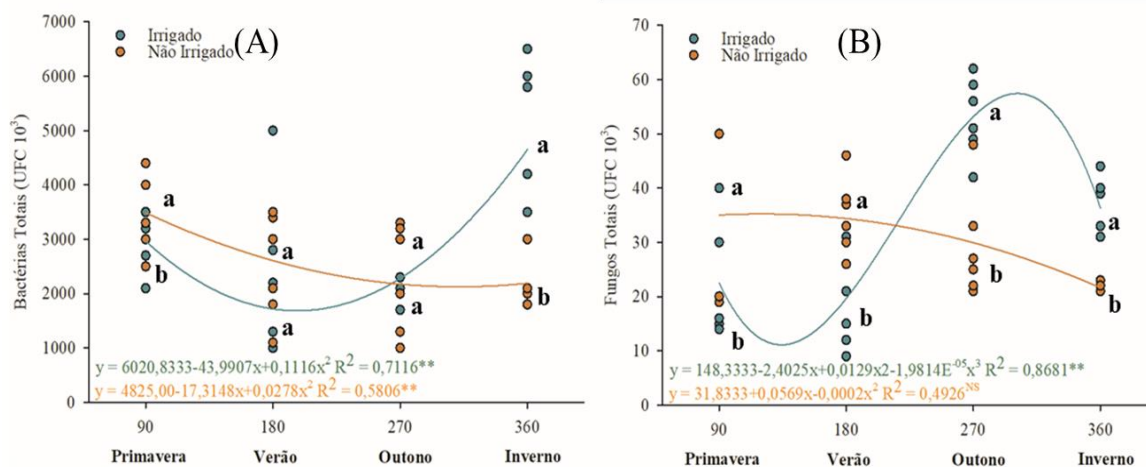 (A)
Irrigado
Não Irrigado
Bactérias Totais (UFC 10³)
7000
6000
5000
4000
3000
2000
1000
0
a
b
a
a
a
a
a
b
y = 6020,8333-43,9907x+0,1116x² R² = 0,7116**
y = 4825,00-17,3148x+0,0278x² R² = 0,5806**
90 180 270 360
Primavera Verão Outono Inverno
(B)
Irrigado
Não Irrigado
Fungos Totais (UFC 10³)
70
60
50
40
30
20
10
0
a
b
a
b
a
b
a
b
y = 148,3333-2,4025x+0,0129x2-1,9814E⁻⁰⁵x³ R² = 0,8681**
y = 31,8333+0,0569x-0,0002x² R² = 0,4926ᴺˢ
90 180 270 360
Primavera Verão Outono Inverno